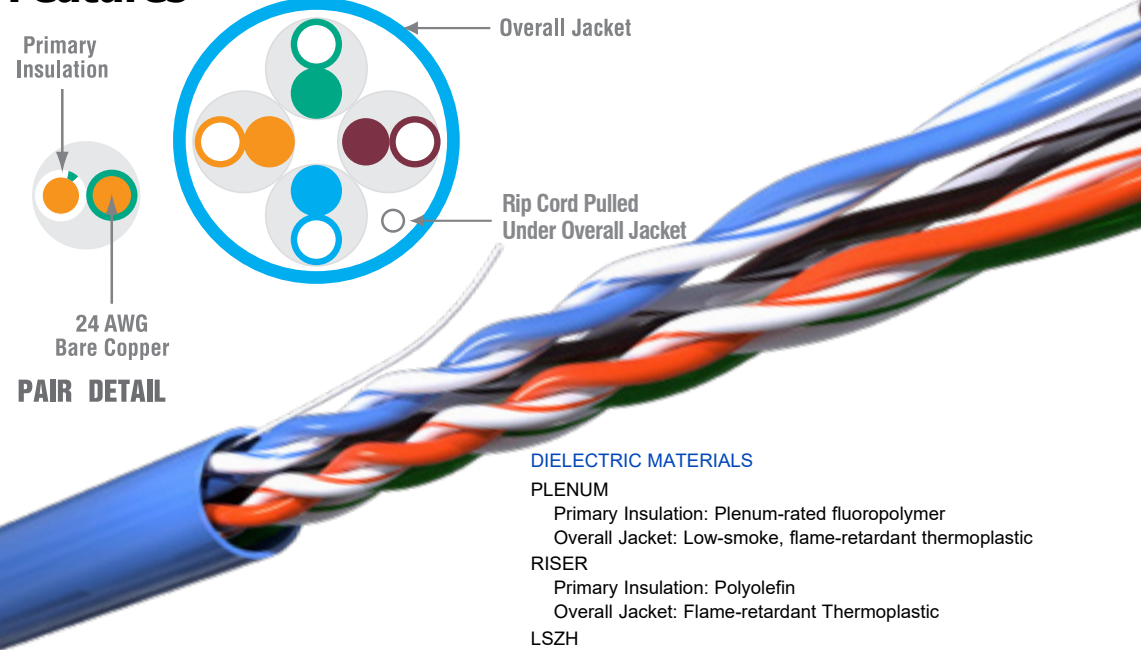 Features
Primary
Insulation
Overall Jacket
Rip Cord Pulled
Under Overall Jacket
24 AWG
Bare Copper
PAIR DETAIL
DIELECTRIC MATERIALS
PLENUM
Primary Insulation: Plenum-rated fluoropolymer
Overall Jacket: Low-smoke, flame-retardant thermoplastic
RISER
Primary Insulation: Polyolefin
Overall Jacket: Flame-retardant Thermoplastic
LSZH